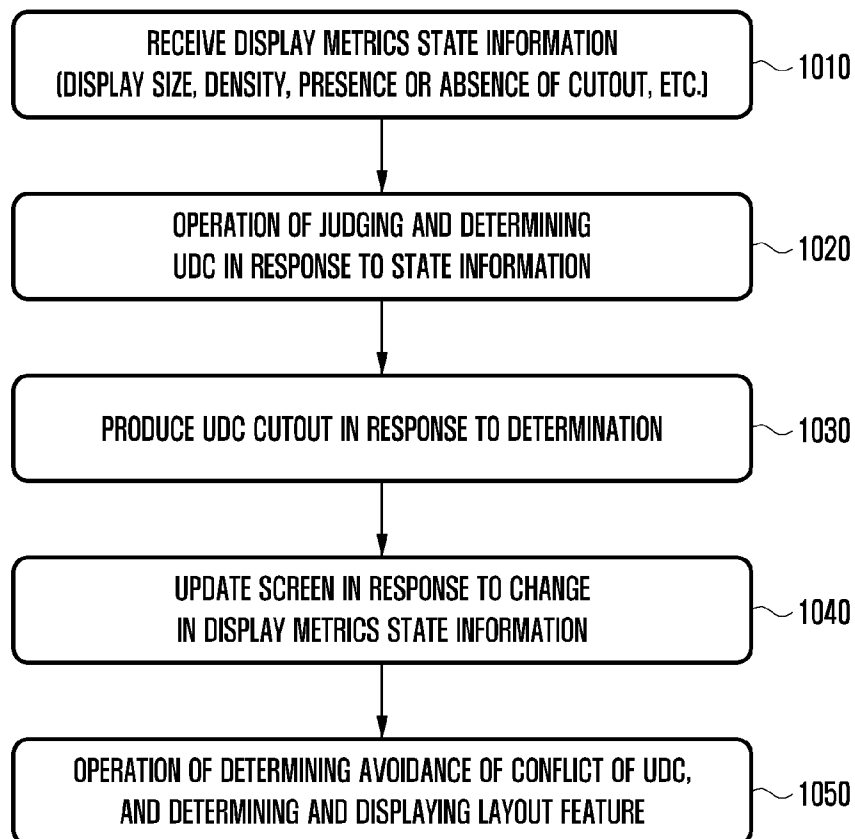 RECEIVE DISPLAY METRICS STATE INFORMATION
(DISPLAY SIZE, DENSITY, PRESENCE OR ABSENCE OF CUTOUT, ETC.)
1010
OPERATION OF JUDGING AND DETERMINING
UDC IN RESPONSE TO STATE INFORMATION
1020
PRODUCE UDC CUTOUT IN RESPONSE TO DETERMINATION
1030
UPDATE SCREEN IN RESPONSE TO CHANGE
IN DISPLAY METRICS STATE INFORMATION
1040
OPERATION OF DETERMINING AVOIDANCE OF CONFLICT OF UDC,
AND DETERMINING AND DISPLAYING LAYOUT FEATURE
1050